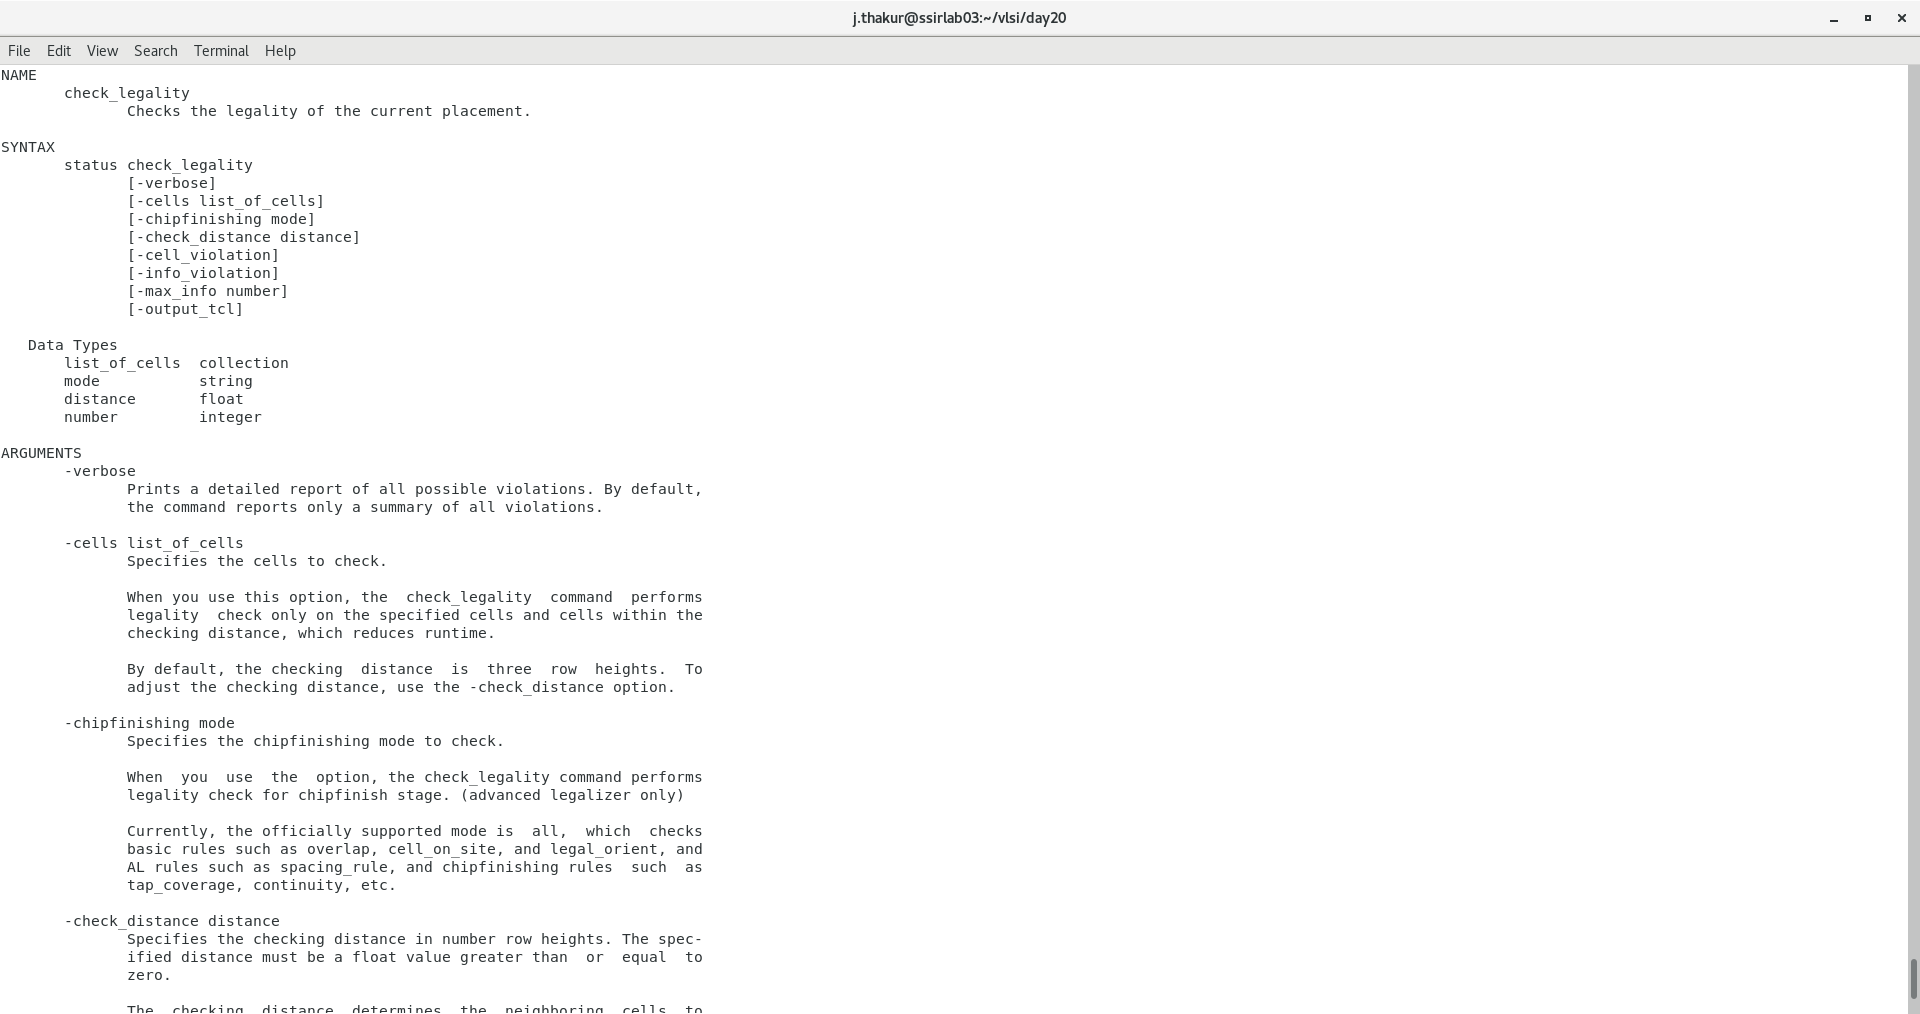 j.thakur@ssirlab03:~/vlsi/day20
File Edit View Search Terminal Help
NAME
check_legality
Checks the legality of the current placement.
SYNTAX
status check_legality
[-verbose]
[-cells list_of_cells]
[-chipfinishing mode]
[-check_distance distance]
[-cell_violation]
[-info_violation]
[-max_info number]
[-output_tcl]
Data Types
list_of_cells  collection
mode           string
distance       float
number         integer
ARGUMENTS
-verbose
Prints a detailed report of all possible violations. By default,
the command reports only a summary of all violations.
-cells list_of_cells
Specifies the cells to check.
When you use this option, the  check_legality  command  performs
legality  check only on the specified cells and cells within the
checking distance, which reduces runtime.
By default, the checking  distance  is  three  row  heights.  To
adjust the checking distance, use the -check_distance option.
-chipfinishing mode
Specifies the chipfinishing mode to check.
When  you  use  the  option, the check_legality command performs
legality check for chipfinish stage. (advanced legalizer only)
Currently, the officially supported mode is  all,  which  checks
basic rules such as overlap, cell_on_site, and legal_orient, and
AL rules such as spacing_rule, and chipfinishing rules  such  as
tap_coverage, continuity, etc.
-check_distance distance
Specifies the checking distance in number row heights. The spec-
ified distance must be a float value greater than  or  equal  to
zero.
The  checking  distance  determines  the  neighboring  cells  to